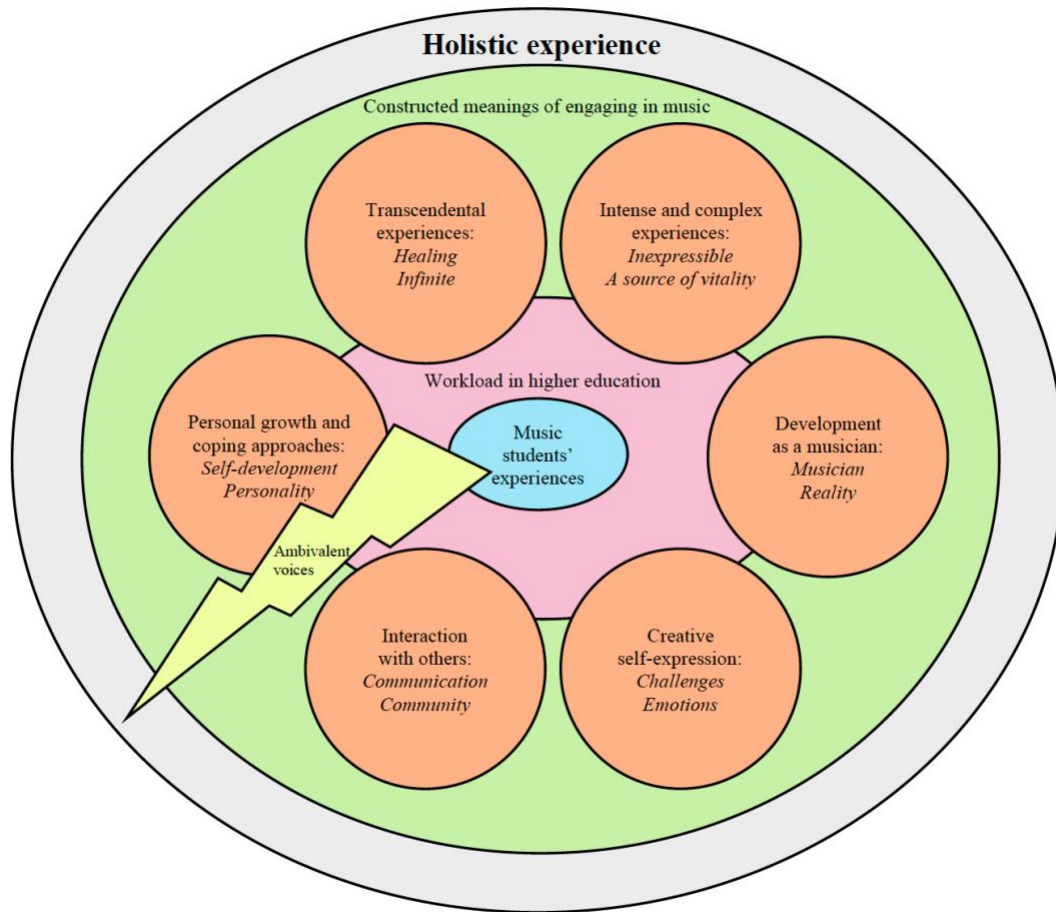 Holistic experience
Constructed meanings of engaging in music
Transcendental
experiences:
Healing
Infinite
Intense and complex
experiences:
Inexpressible
A source of vitality
Workload in higher education
Personal growth and
coping approaches:
Self-development
Personality
Music
students’
experiences
Development
as a musician:
Musician
Reality
Ambivalent
voices
Interaction
with others:
Communication
Community
Creative
self-expression:
Challenges
Emotions